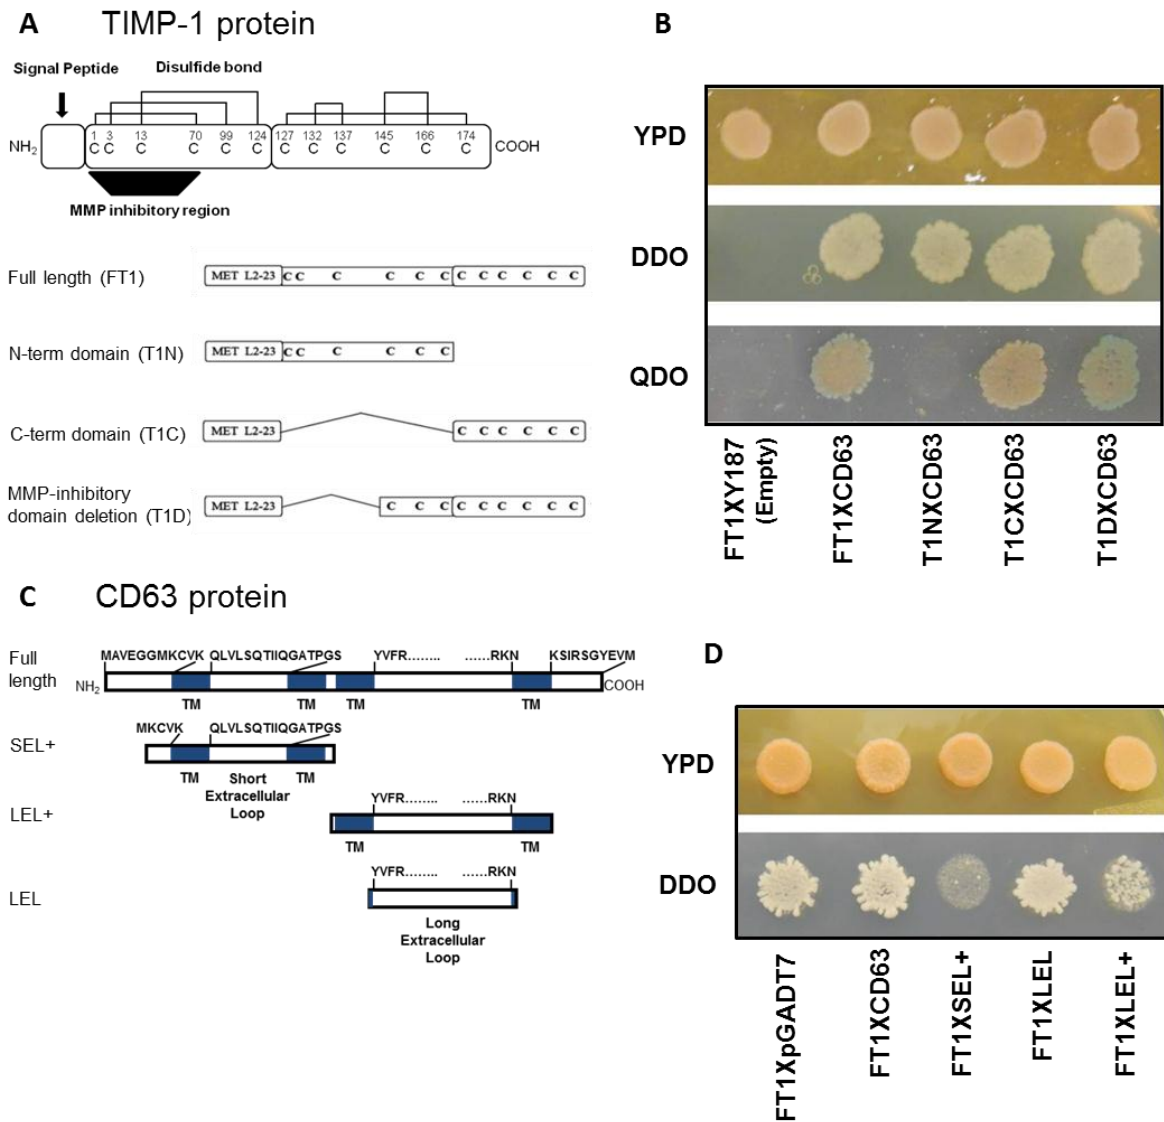 A
TIMP-1 protein
Signal Peptide
Disulfide bond
1 3 13 70 99 124 127 132 137 145 166 174
NH2 C C C C C C C C C C C C COOH
MMP inhibitory region
Full length (FT1)
MET L2-23 C C C C C C C C C C C C
N-term domain (T1N)
MET L2-23 C C C C C C
C-term domain (T1C)
MET L2-23 C C C C C C
MMP-inhibitory
domain deletion (T1D)
MET L2-23 C C C C C C C C C
B
YPD
DDO
QDO
FT1XY187
(Empty)
FT1XCD63
T1NXCD63
T1CXCD63
T1DXCD63
C
CD63 protein
Full
length
MAVEGGMKCVK QLVLSQTIIQGATPGS YVFR........ ......RKN KSIRSGYEVM
NH2 COOH
TM TM TM TM
SEL+
MKCVK QLVLSQTIIQGATPGS
TM Short TM
Extracellular
Loop
LEL+
YVFR........ ......RKN
TM TM
LEL
YVFR........ ......RKN
Long
Extracellular
Loop
D
YPD
DDO
FT1XpGADT7
FT1XCD63
FT1XSEL+
FT1XLEL
FT1XLEL+